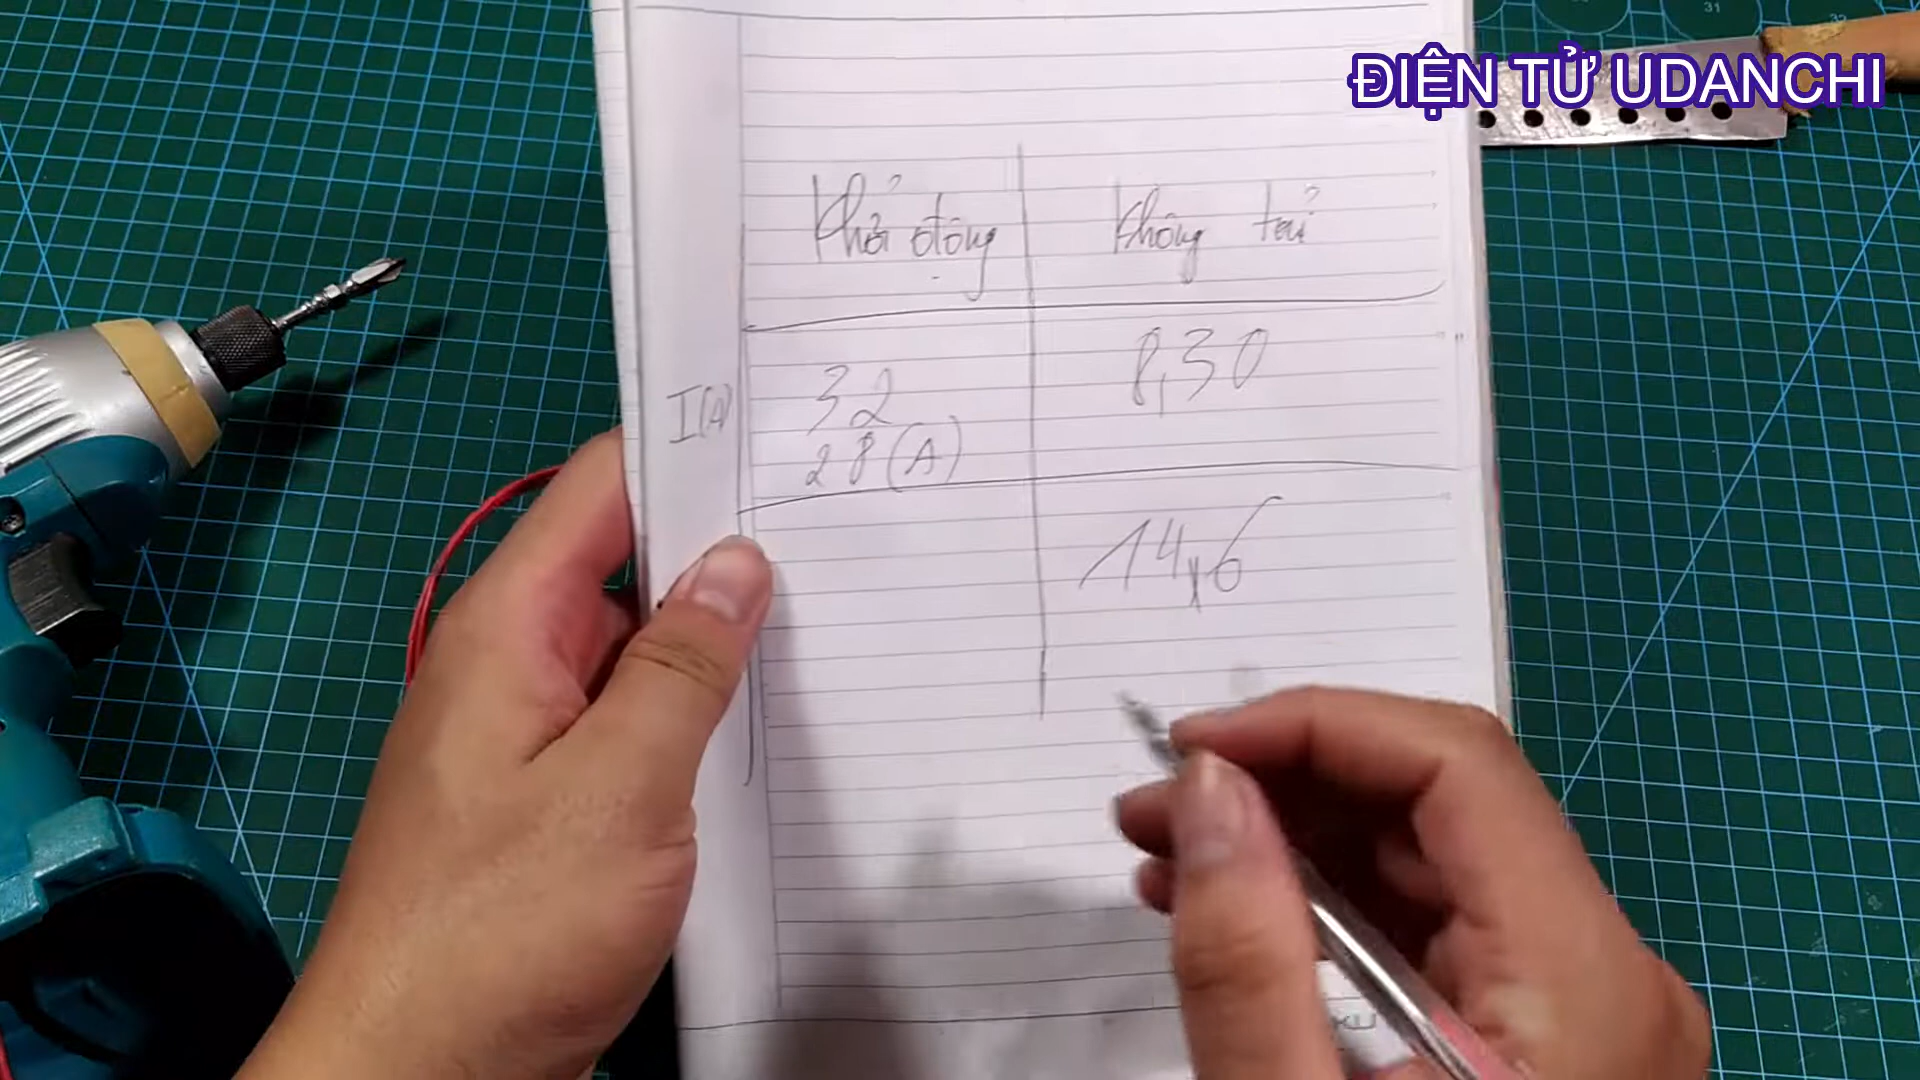 ĐIỆN TỬ UDANCHI
Khởi động
Không tải
I(A)
32
8,30
28(A)
14,6